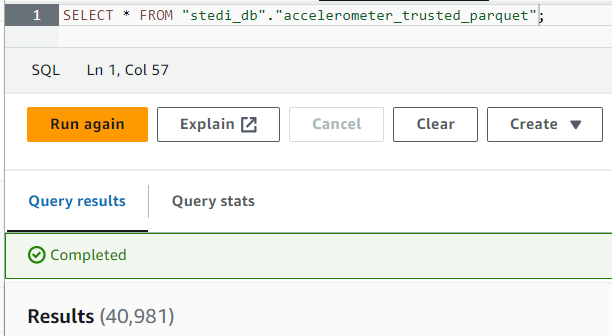 1 SELECT * FROM "stedi_db"."accelerometer_trusted_parquet";
SQL Ln 1, Col 57
Run again Explain Cancel Clear Create
Query results Query stats
Completed
Results (40,981)